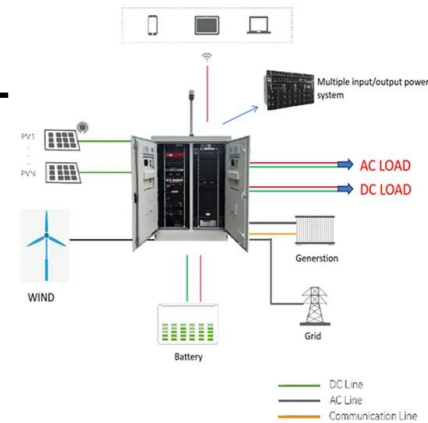 Multiple input/output power
system
PV1
PVN
AC LOAD
DC LOAD
WIND
Generstion
Battery
Grid
DC Line
AC Line
Communication Line